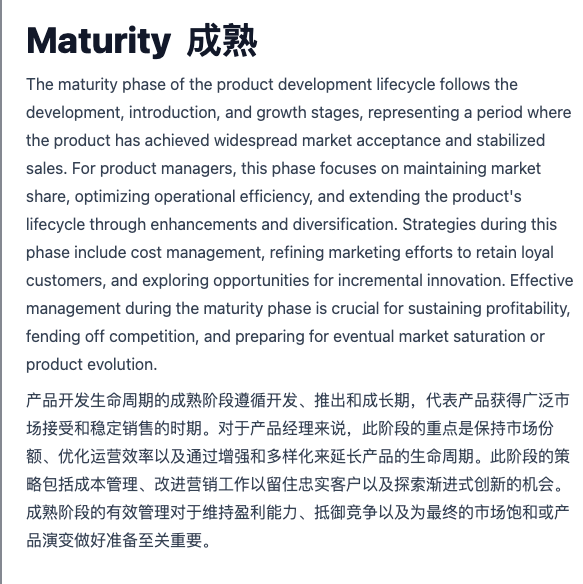 Maturity 成熟
The maturity phase of the product development lifecycle follows the
development, introduction, and growth stages, representing a period where
the product has achieved widespread market acceptance and stabilized
sales. For product managers, this phase focuses on maintaining market
share, optimizing operational efficiency, and extending the product's
lifecycle through enhancements and diversification. Strategies during this
phase include cost management, refining marketing efforts to retain loyal
customers, and exploring opportunities for incremental innovation. Effective
management during the maturity phase is crucial for sustaining profitability,
fending off competition, and preparing for eventual market saturation or
product evolution.
产品开发生命周期的成熟阶段遵循开发、推出和成长期，代表产品获得广泛市
场接受和稳定销售的时期。对于产品经理来说，此阶段的重点是保持市场份
额、优化运营效率以及通过增强和多样化来延长产品的生命周期。此阶段的策
略包括成本管理、改进营销工作以留住忠实客户以及探索渐进式创新的机会。
成熟阶段的有效管理对于维持盈利能力、抵御竞争以及为最终的市场饱和或产
品演变做好准备至关重要。